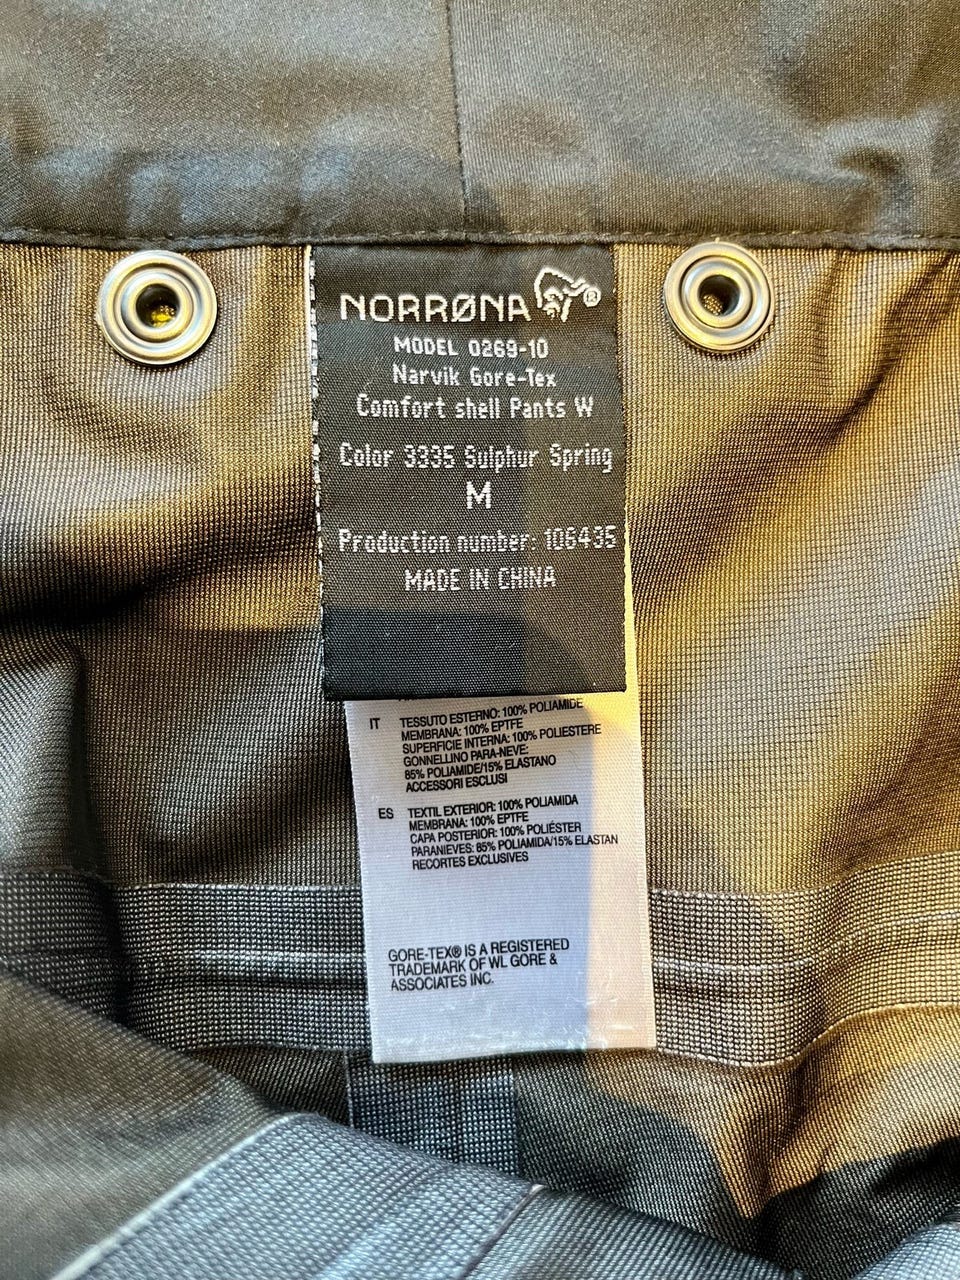 NORRØNA®
MODEL 0269-10
Narvik Gore-Tex
Comfort shell Pants W
Color 3335 Sulphur Spring
M
Production number: 106435
MADE IN CHINA
IT TESSUTO ESTERNO: 100% POLIAMIDE
MEMBRANA: 100% EPTFE
SUPERFICIE INTERNA: 100% POLIESTERE
GONNELLINO PARA-NEVE:
85% POLIAMIDE/15% ELASTANO
ACCESSORI ESCLUSI
ES TEXTIL EXTERIOR: 100% POLIAMIDA
MEMBRANA: 100% EPTFE
CAPA POSTERIOR: 100% POLIÉSTER
PARANIEVES: 85% POLIAMIDA/15% ELASTAN
RECORTES EXCLUSIVES
GORE-TEX® IS A REGISTERED
TRADEMARK OF WL GORE &
ASSOCIATES INC.